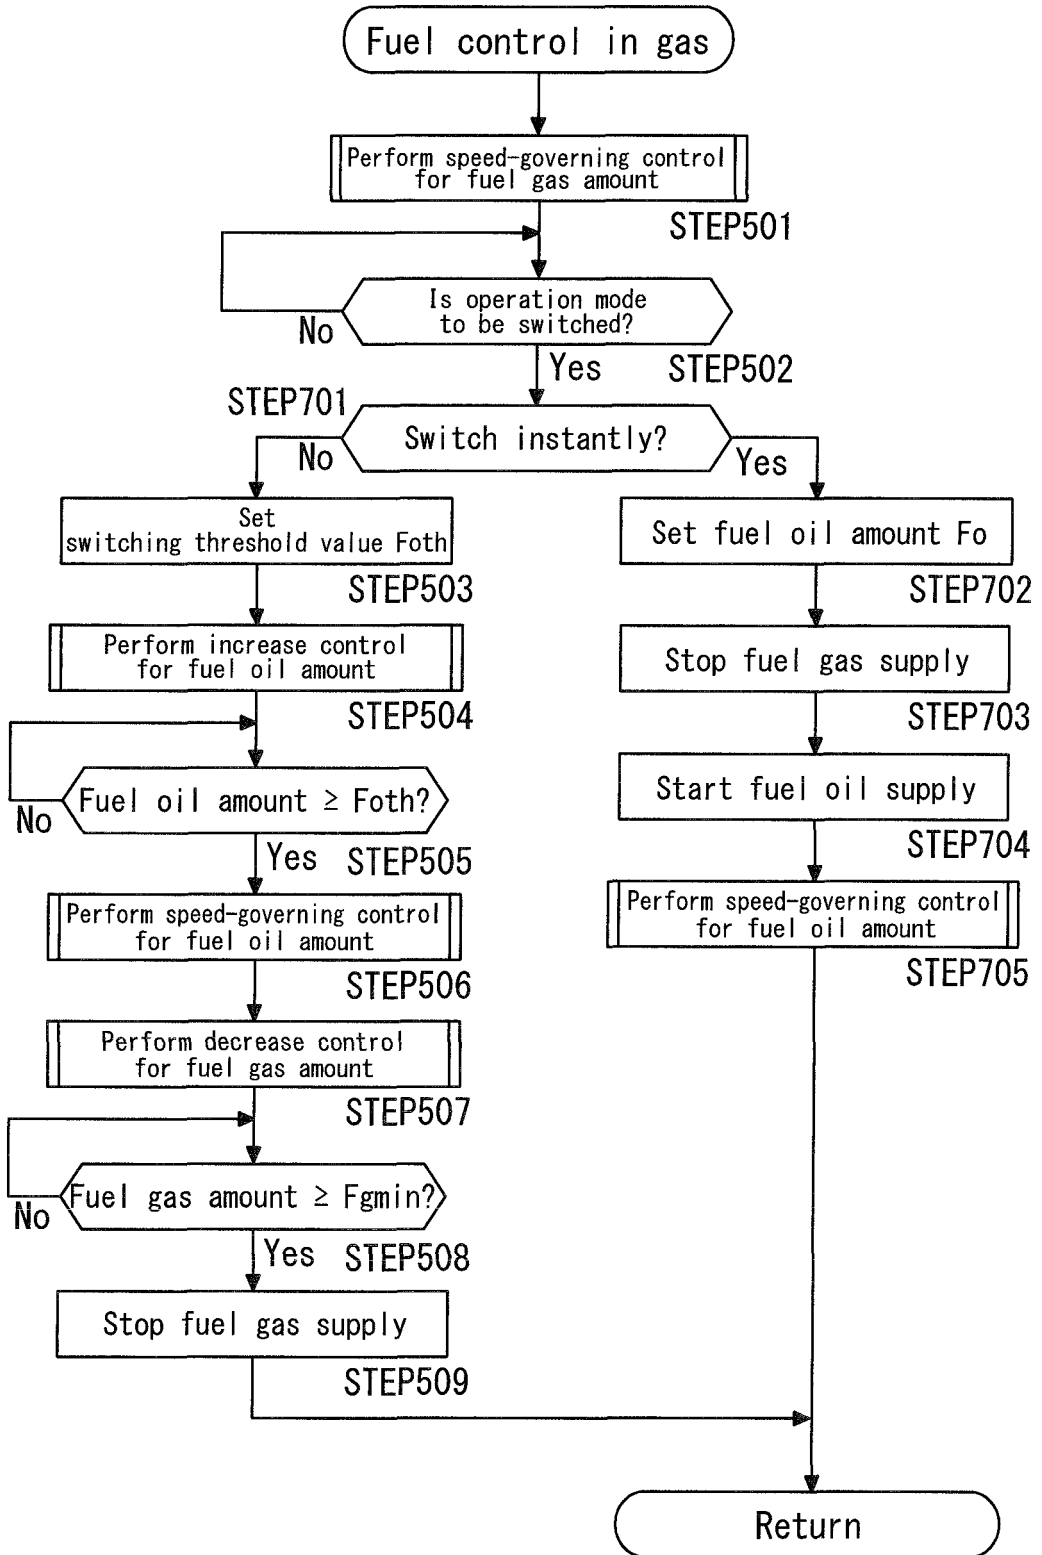 Fuel control in gas
Perform speed-governing control
for fuel gas amount
STEP501
Is operation mode
to be switched?
No
Yes
STEP502
STEP701
Switch instantly?
No
Yes
Set
switching threshold value Foth
STEP503
Set fuel oil amount Fo
STEP702
Perform increase control
for fuel oil amount
STEP504
Stop fuel gas supply
STEP703
Fuel oil amount ≥ Foth?
No
Yes
STEP505
Start fuel oil supply
STEP704
Perform speed-governing control
for fuel oil amount
STEP506
Perform speed-governing control
for fuel oil amount
STEP705
Perform decrease control
for fuel gas amount
STEP507
Fuel gas amount ≥ Fgmin?
No
Yes
STEP508
Stop fuel gas supply
STEP509
Return